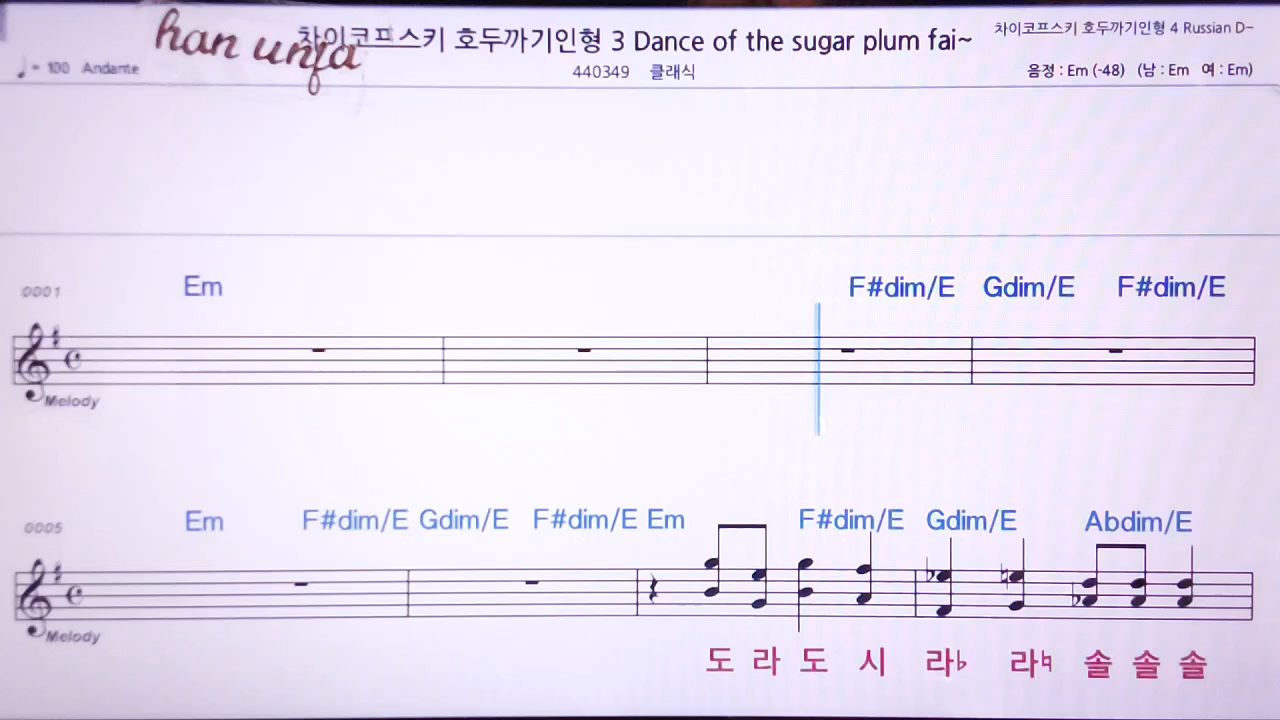 han unfa
차이코프스키 호두까기인형 3 Dance of the sugar plum fai~
차이코프스키 호두까기인형 4 Russian D~
♩ = 100 Andante
440349 클래식
음정 : Em (-48) (남 : Em 여 : Em)
0001 Em F#dim/E Gdim/E F#dim/E
Melody
0005 Em F#dim/E Gdim/E F#dim/E Em F#dim/E Gdim/E Abdim/E
Melody
도 라 도 시 라♭ 라♮ 솔 솔 솔